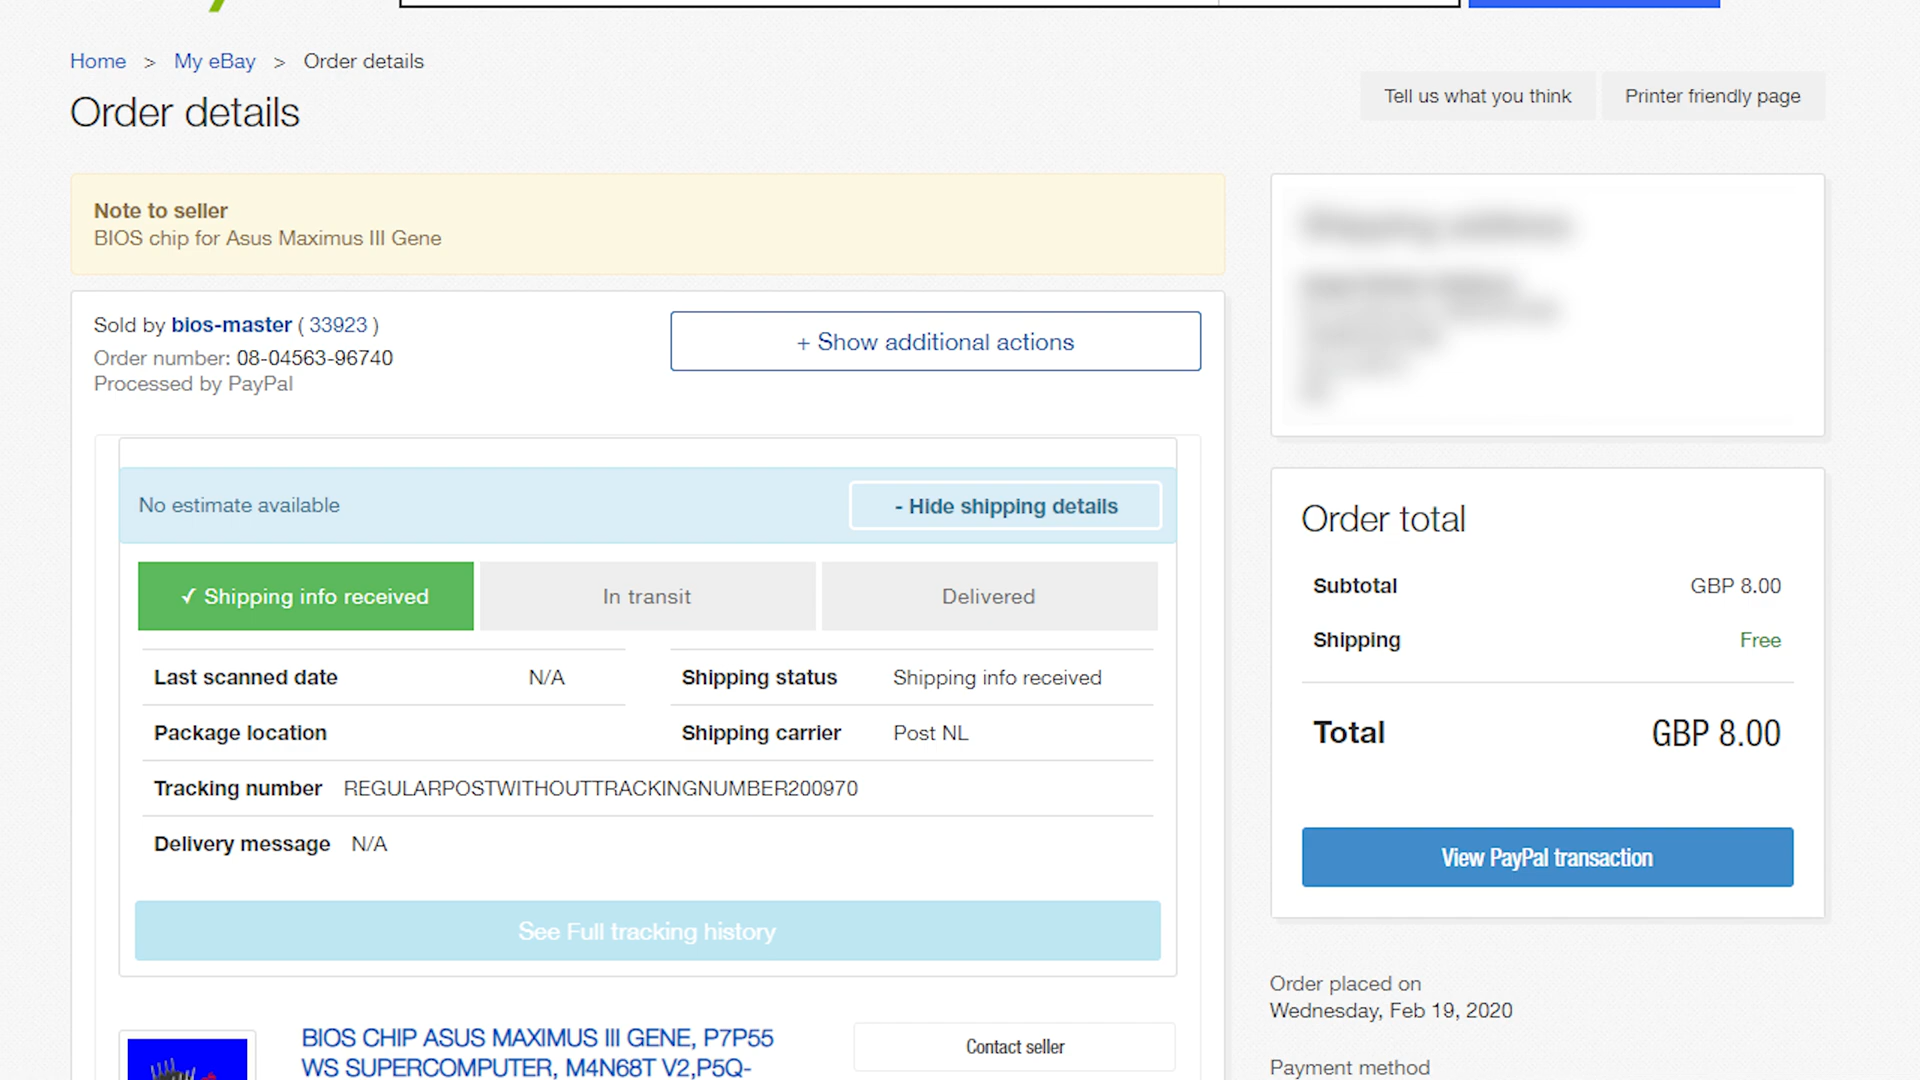 Home > My eBay > Order details
Order details
Tell us what you think
Printer friendly page
Note to seller
BIOS chip for Asus Maximus III Gene
Sold by bios-master ( 33923 )
Order number: 08-04563-96740
Processed by PayPal
+ Show additional actions
No estimate available
- Hide shipping details
✓ Shipping info received
In transit
Delivered
Last scanned date N/A
Shipping status Shipping info received
Package location
Shipping carrier Post NL
Tracking number REGULARPOSTWITHOUTTRACKINGNUMBER200970
Delivery message N/A
See Full tracking history
BIOS CHIP ASUS MAXIMUS III GENE, P7P55
WS SUPERCOMPUTER, M4N68T V2,P5Q-
Contact seller
Order total
Subtotal GBP 8.00
Shipping Free
Total GBP 8.00
View PayPal transaction
Order placed on
Wednesday, Feb 19, 2020
Payment method